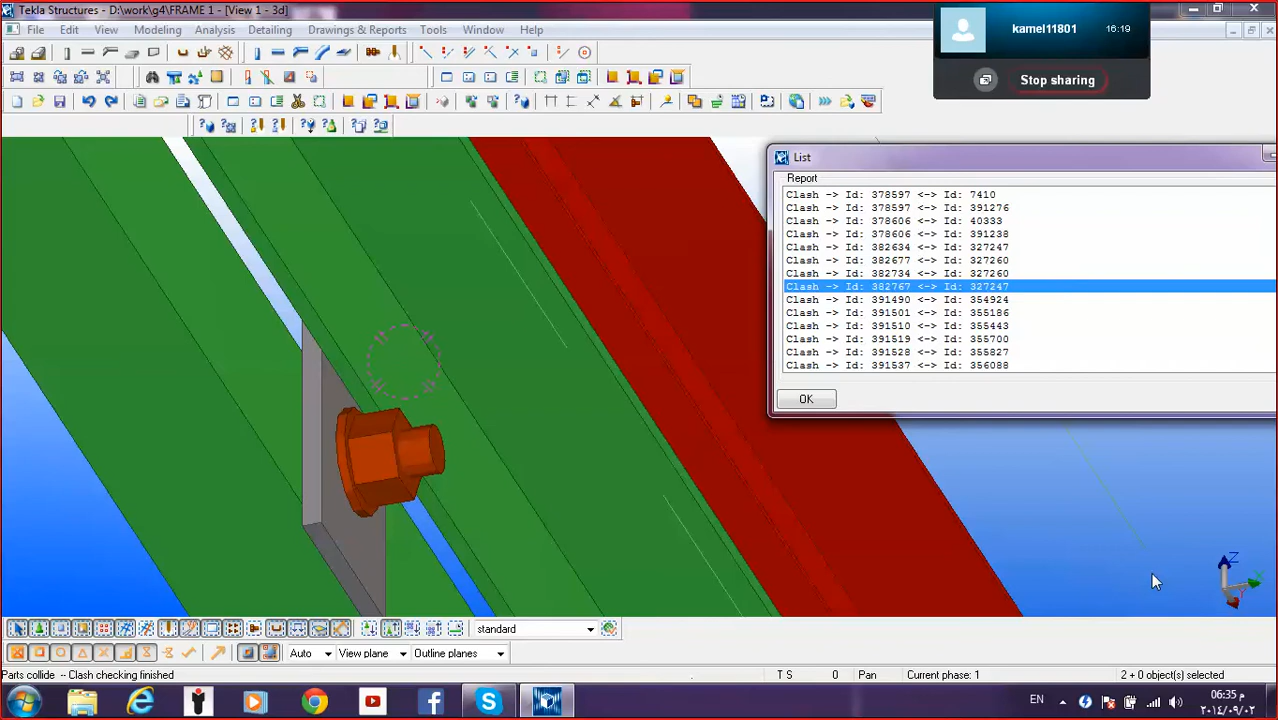 Tekla Structures - D:\work\g4\FRAME 1 - [View 1 - 3d]
File Edit View Modeling Analysis Detailing Drawings & Reports Tools Window Help
kamel11801 16:19
Stop sharing
List
Report
Clash -> Id: 378597 <-> Id: 7410
Clash -> Id: 378597 <-> Id: 391276
Clash -> Id: 378606 <-> Id: 40333
Clash -> Id: 378606 <-> Id: 391238
Clash -> Id: 382634 <-> Id: 327247
Clash -> Id: 382677 <-> Id: 327260
Clash -> Id: 382734 <-> Id: 327260
Clash -> Id: 382767 <-> Id: 327247
Clash -> Id: 391490 <-> Id: 354924
Clash -> Id: 391501 <-> Id: 355186
Clash -> Id: 391510 <-> Id: 355443
Clash -> Id: 391519 <-> Id: 355700
Clash -> Id: 391528 <-> Id: 355827
Clash -> Id: 391537 <-> Id: 356088
OK
Z
standard
Auto View plane Outline planes
Parts collide -- Clash checking finished T S 0 Pan Current phase: 1 2 + 0 object(s) selected
EN
06:35 م
٢٠١٤/٠٩/٠٢